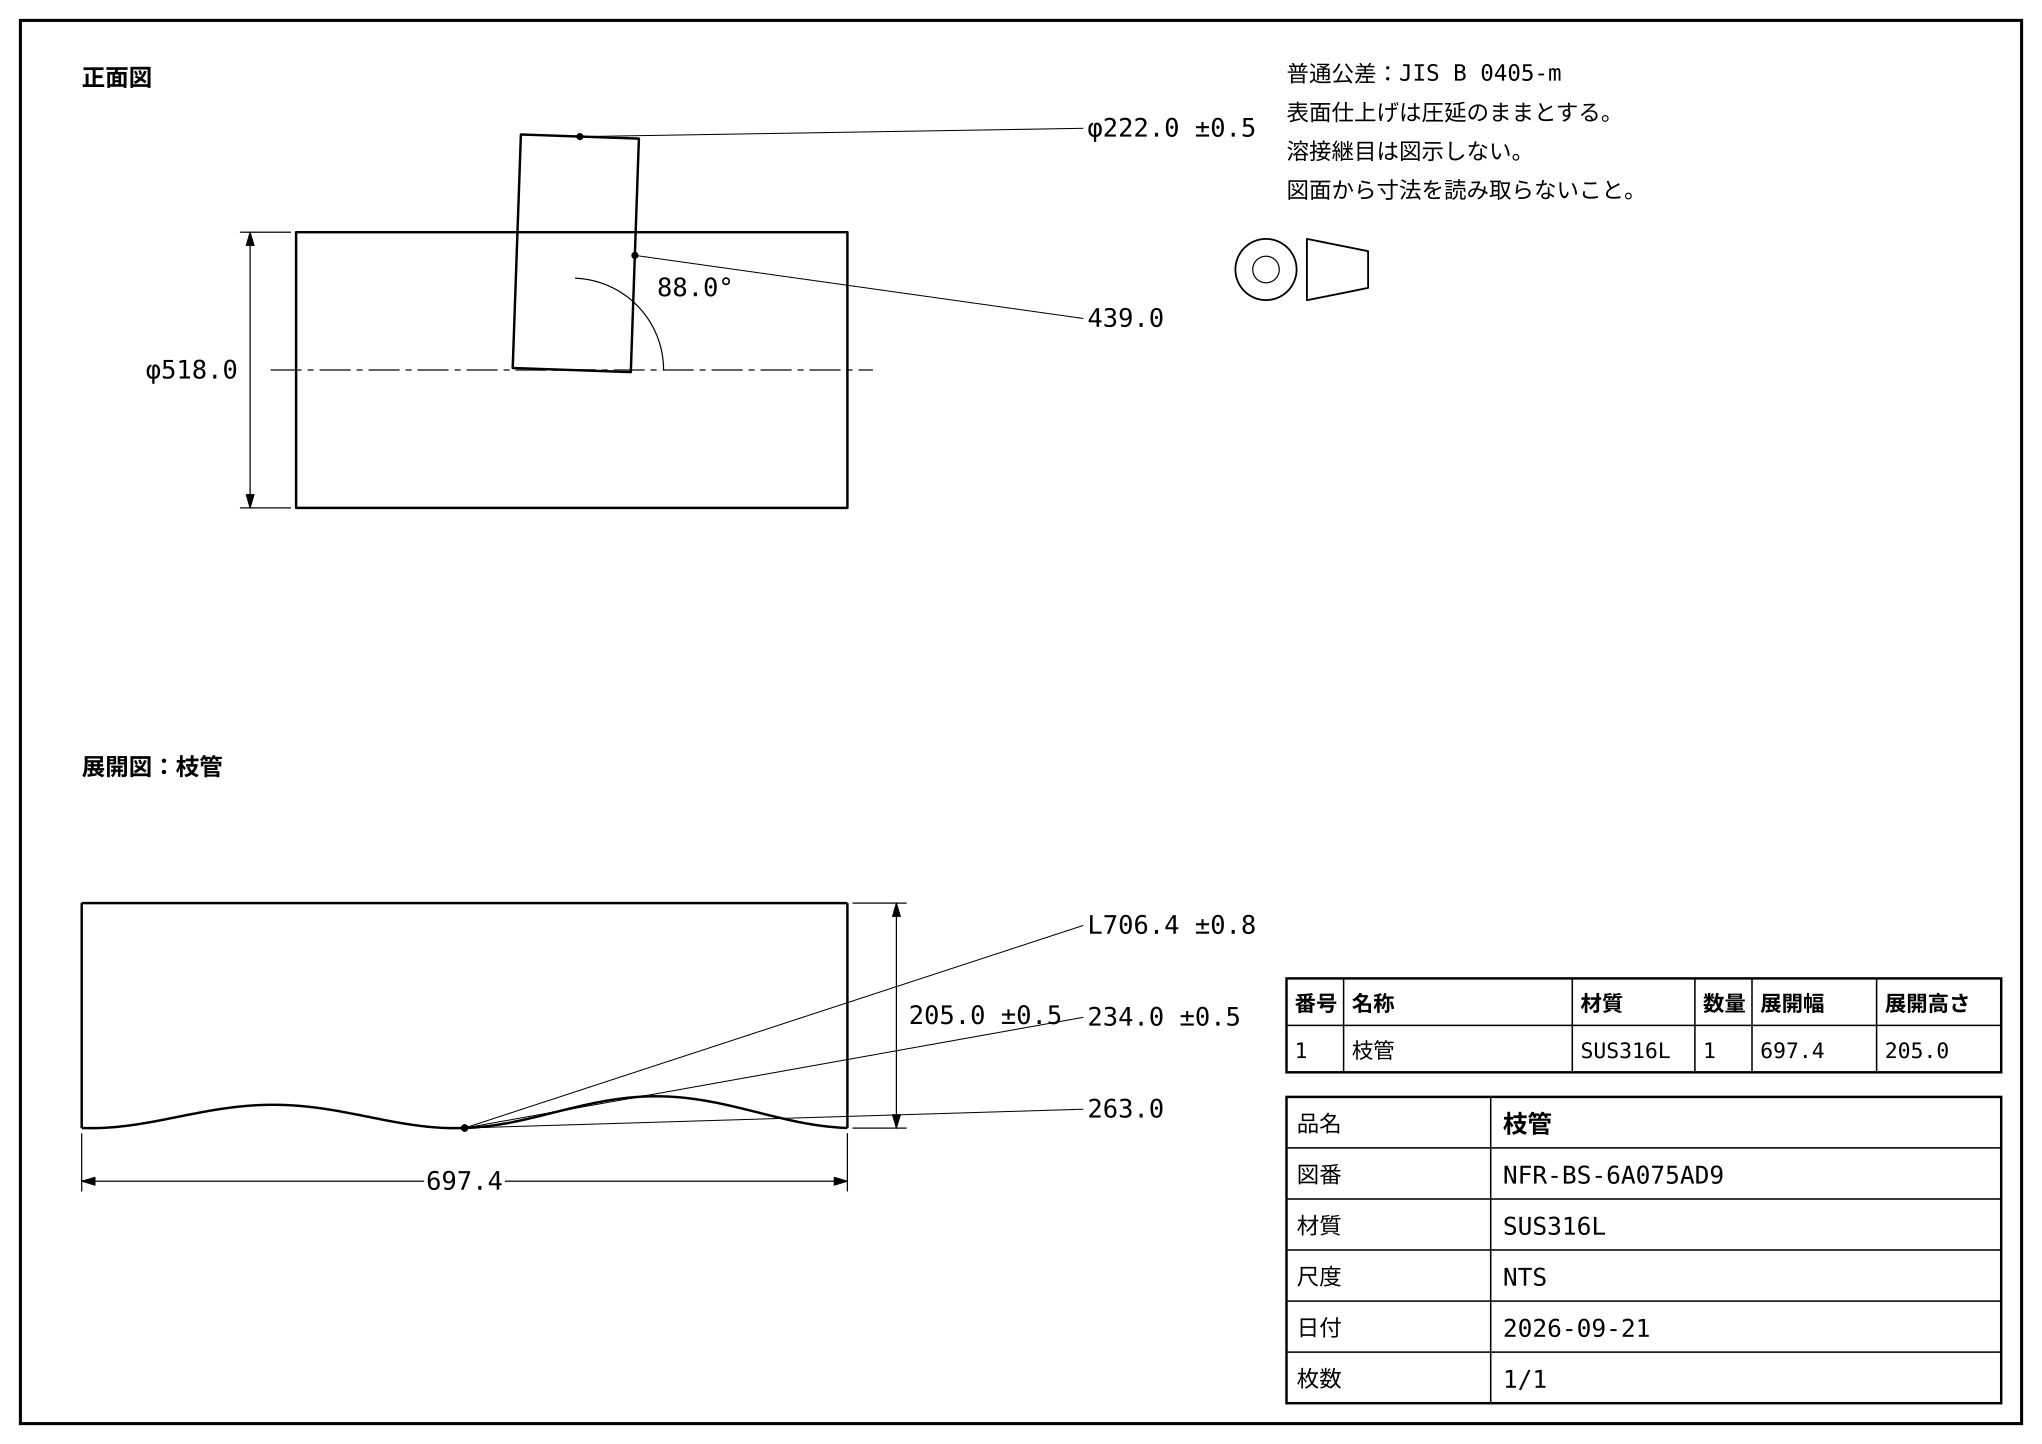 正面図
φ222.0 ±0.5
88.0°
439.0
φ518.0
普通公差：JIS B 0405-m
表面仕上げは圧延のままとする。
溶接継目は図示しない。
図面から寸法を読み取らないこと。
展開図：枝管
L706.4 ±0.8
205.0 ±0.5
234.0 ±0.5
263.0
697.4
番号 名称 材質 数量 展開幅 展開高さ
1 枝管 SUS316L 1 697.4 205.0
品名 枝管
図番 NFR-BS-6A075AD9
材質 SUS316L
尺度 NTS
日付 2026-09-21
枚数 1/1